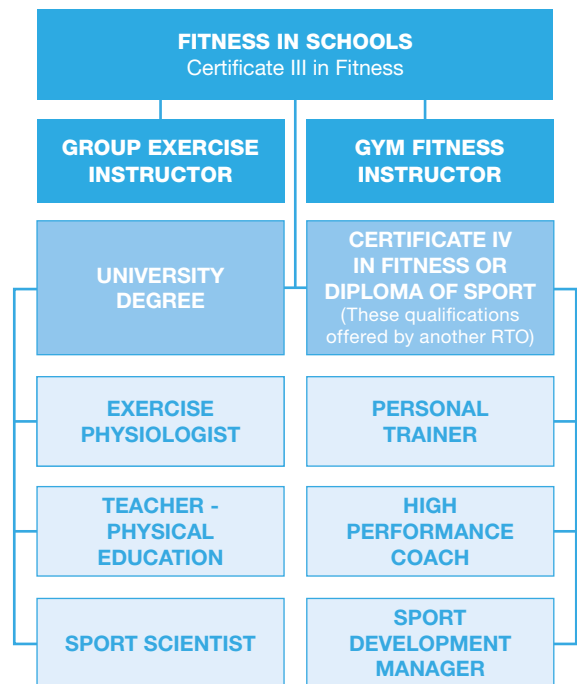 FITNESS IN SCHOOLS
Certificate III in Fitness
GROUP EXERCISE
INSTRUCTOR
GYM FITNESS
INSTRUCTOR
UNIVERSITY
DEGREE
CERTIFICATE IV
IN FITNESS OR
DIPLOMA OF SPORT
(These qualifications
offered by another RTO)
EXERCISE
PHYSIOLOGIST
PERSONAL
TRAINER
TEACHER -
PHYSICAL
EDUCATION
HIGH
PERFORMANCE
COACH
SPORT SCIENTIST
SPORT
DEVELOPMENT
MANAGER